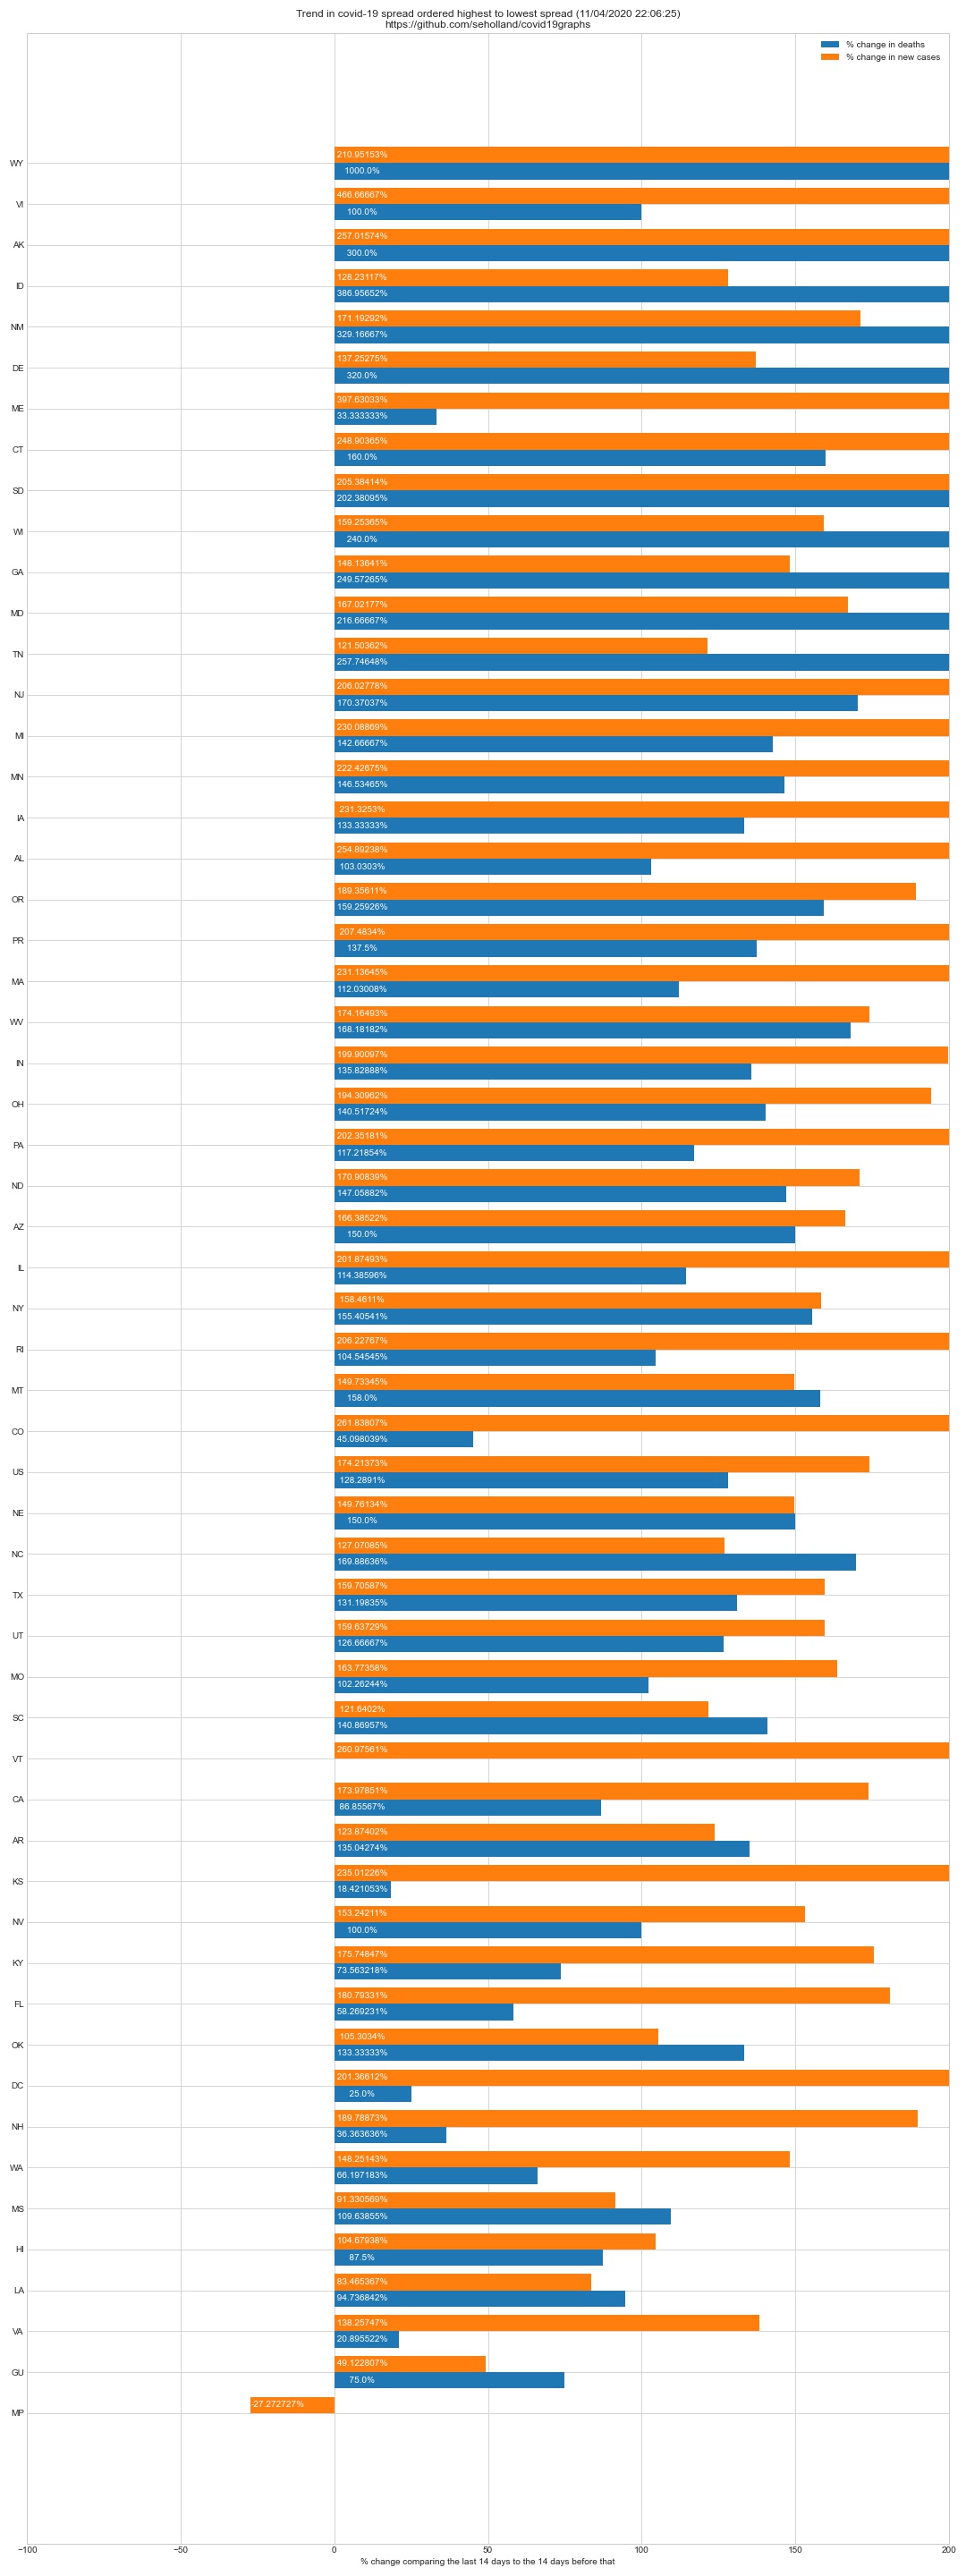 Trend in covid-19 spread ordered highest to lowest spread (11/04/2020 22:06:25)
https://github.com/seholland/covid19graphs
% change in deaths
% change in new cases
WY
210.95153%
1000.0%
VI
466.66667%
100.0%
AK
257.01574%
300.0%
ID
128.23117%
386.95652%
NM
171.19292%
329.16667%
DE
137.25275%
320.0%
ME
397.63033%
33.333333%
CT
248.90365%
160.0%
SD
205.38414%
202.38095%
WI
159.25365%
240.0%
GA
148.13641%
249.57265%
MD
167.02177%
216.66667%
TN
121.50362%
257.74648%
NJ
206.02778%
170.37037%
MI
230.08869%
142.66667%
MN
222.42675%
146.53465%
IA
231.3253%
133.33333%
AL
254.89238%
103.0303%
OR
189.35611%
159.25926%
PR
207.4834%
137.5%
MA
231.13645%
112.03008%
WV
174.16493%
168.18182%
IN
199.90097%
135.82888%
OH
194.30962%
140.51724%
PA
202.35181%
117.21854%
ND
170.90839%
147.05882%
AZ
166.38522%
150.0%
IL
201.87493%
114.38596%
NY
158.4611%
155.40541%
RI
206.22767%
104.54545%
MT
149.73345%
158.0%
CO
261.83807%
45.098039%
US
174.21373%
128.2891%
NE
149.76134%
150.0%
NC
127.07085%
169.88636%
TX
159.70587%
131.19835%
UT
159.63729%
126.66667%
MO
163.77358%
102.26244%
SC
121.6402%
140.86957%
VT
260.97561%
CA
173.97851%
86.85567%
AR
123.87402%
135.04274%
KS
235.01226%
18.421053%
NV
153.24211%
100.0%
KY
175.74847%
73.563218%
FL
180.79331%
58.269231%
OK
105.3034%
133.33333%
DC
201.36612%
25.0%
NH
189.78873%
36.363636%
WA
148.25143%
66.197183%
MS
91.330569%
109.63855%
HI
104.67938%
87.5%
LA
83.465367%
94.736842%
VA
138.25747%
20.895522%
GU
49.122807%
75.0%
MP
-27.272727%
−100 −50 0 50 100 150 200
% change comparing the last 14 days to the 14 days before that